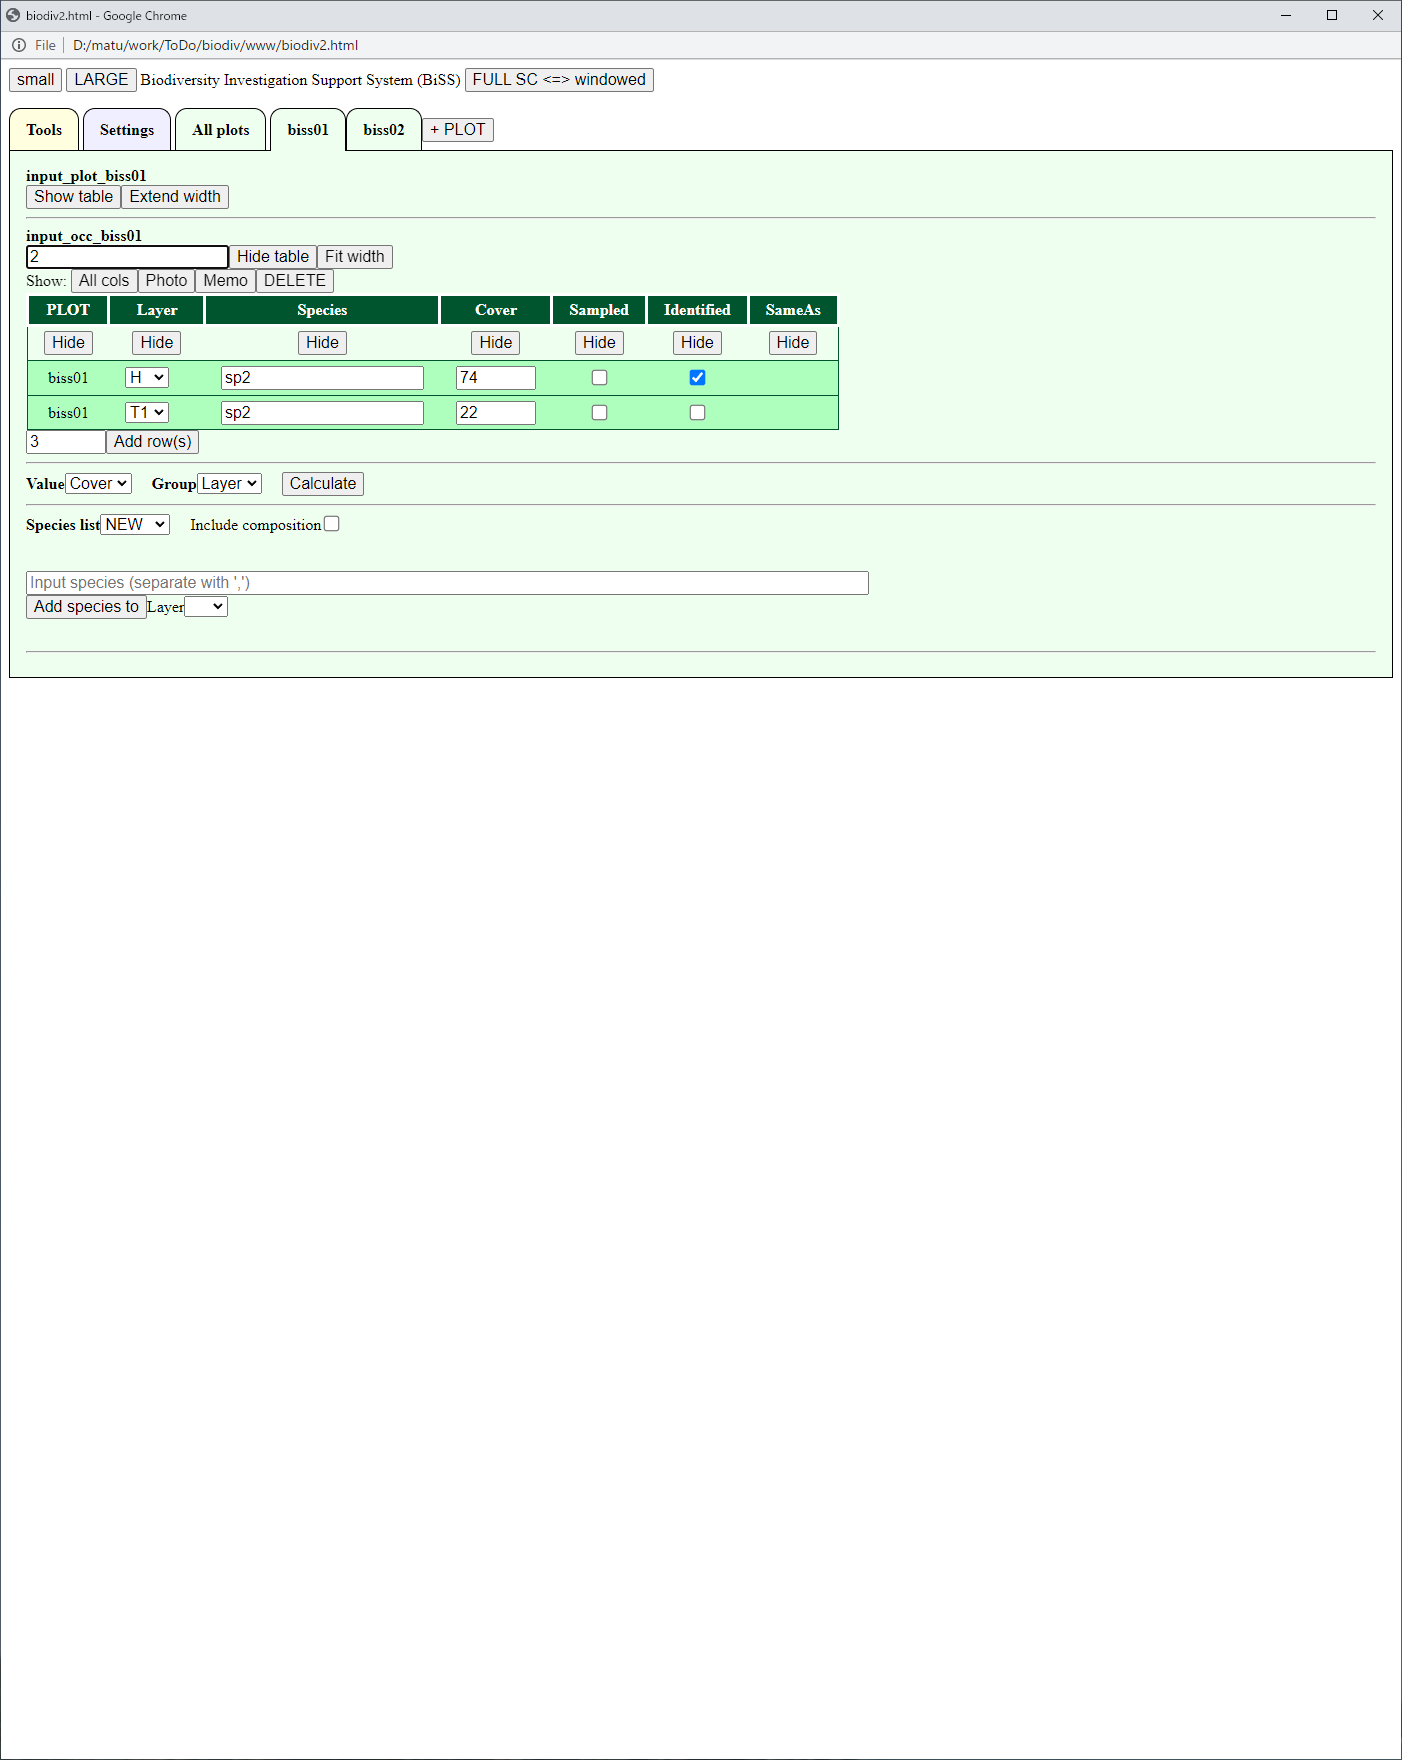 biodiv2.html - Google Chrome
File D:/matu/work/ToDo/biodiv/www/biodiv2.html
small LARGE Biodiversity Investigation Support System (BiSS) FULL SC <=> windowed
Tools Settings All plots biss01 biss02 + PLOT
input_plot_biss01
Show table Extend width
input_occ_biss01
2 Hide table Fit width
Show: All cols Photo Memo DELETE
PLOT Layer Species Cover Sampled Identified SameAs
Hide Hide Hide Hide Hide Hide Hide
biss01 H sp2 74
biss01 T1 sp2 22
3 Add row(s)
Value Cover Group Layer Calculate
Species list NEW Include composition
Input species (separate with ',')
Add species to Layer